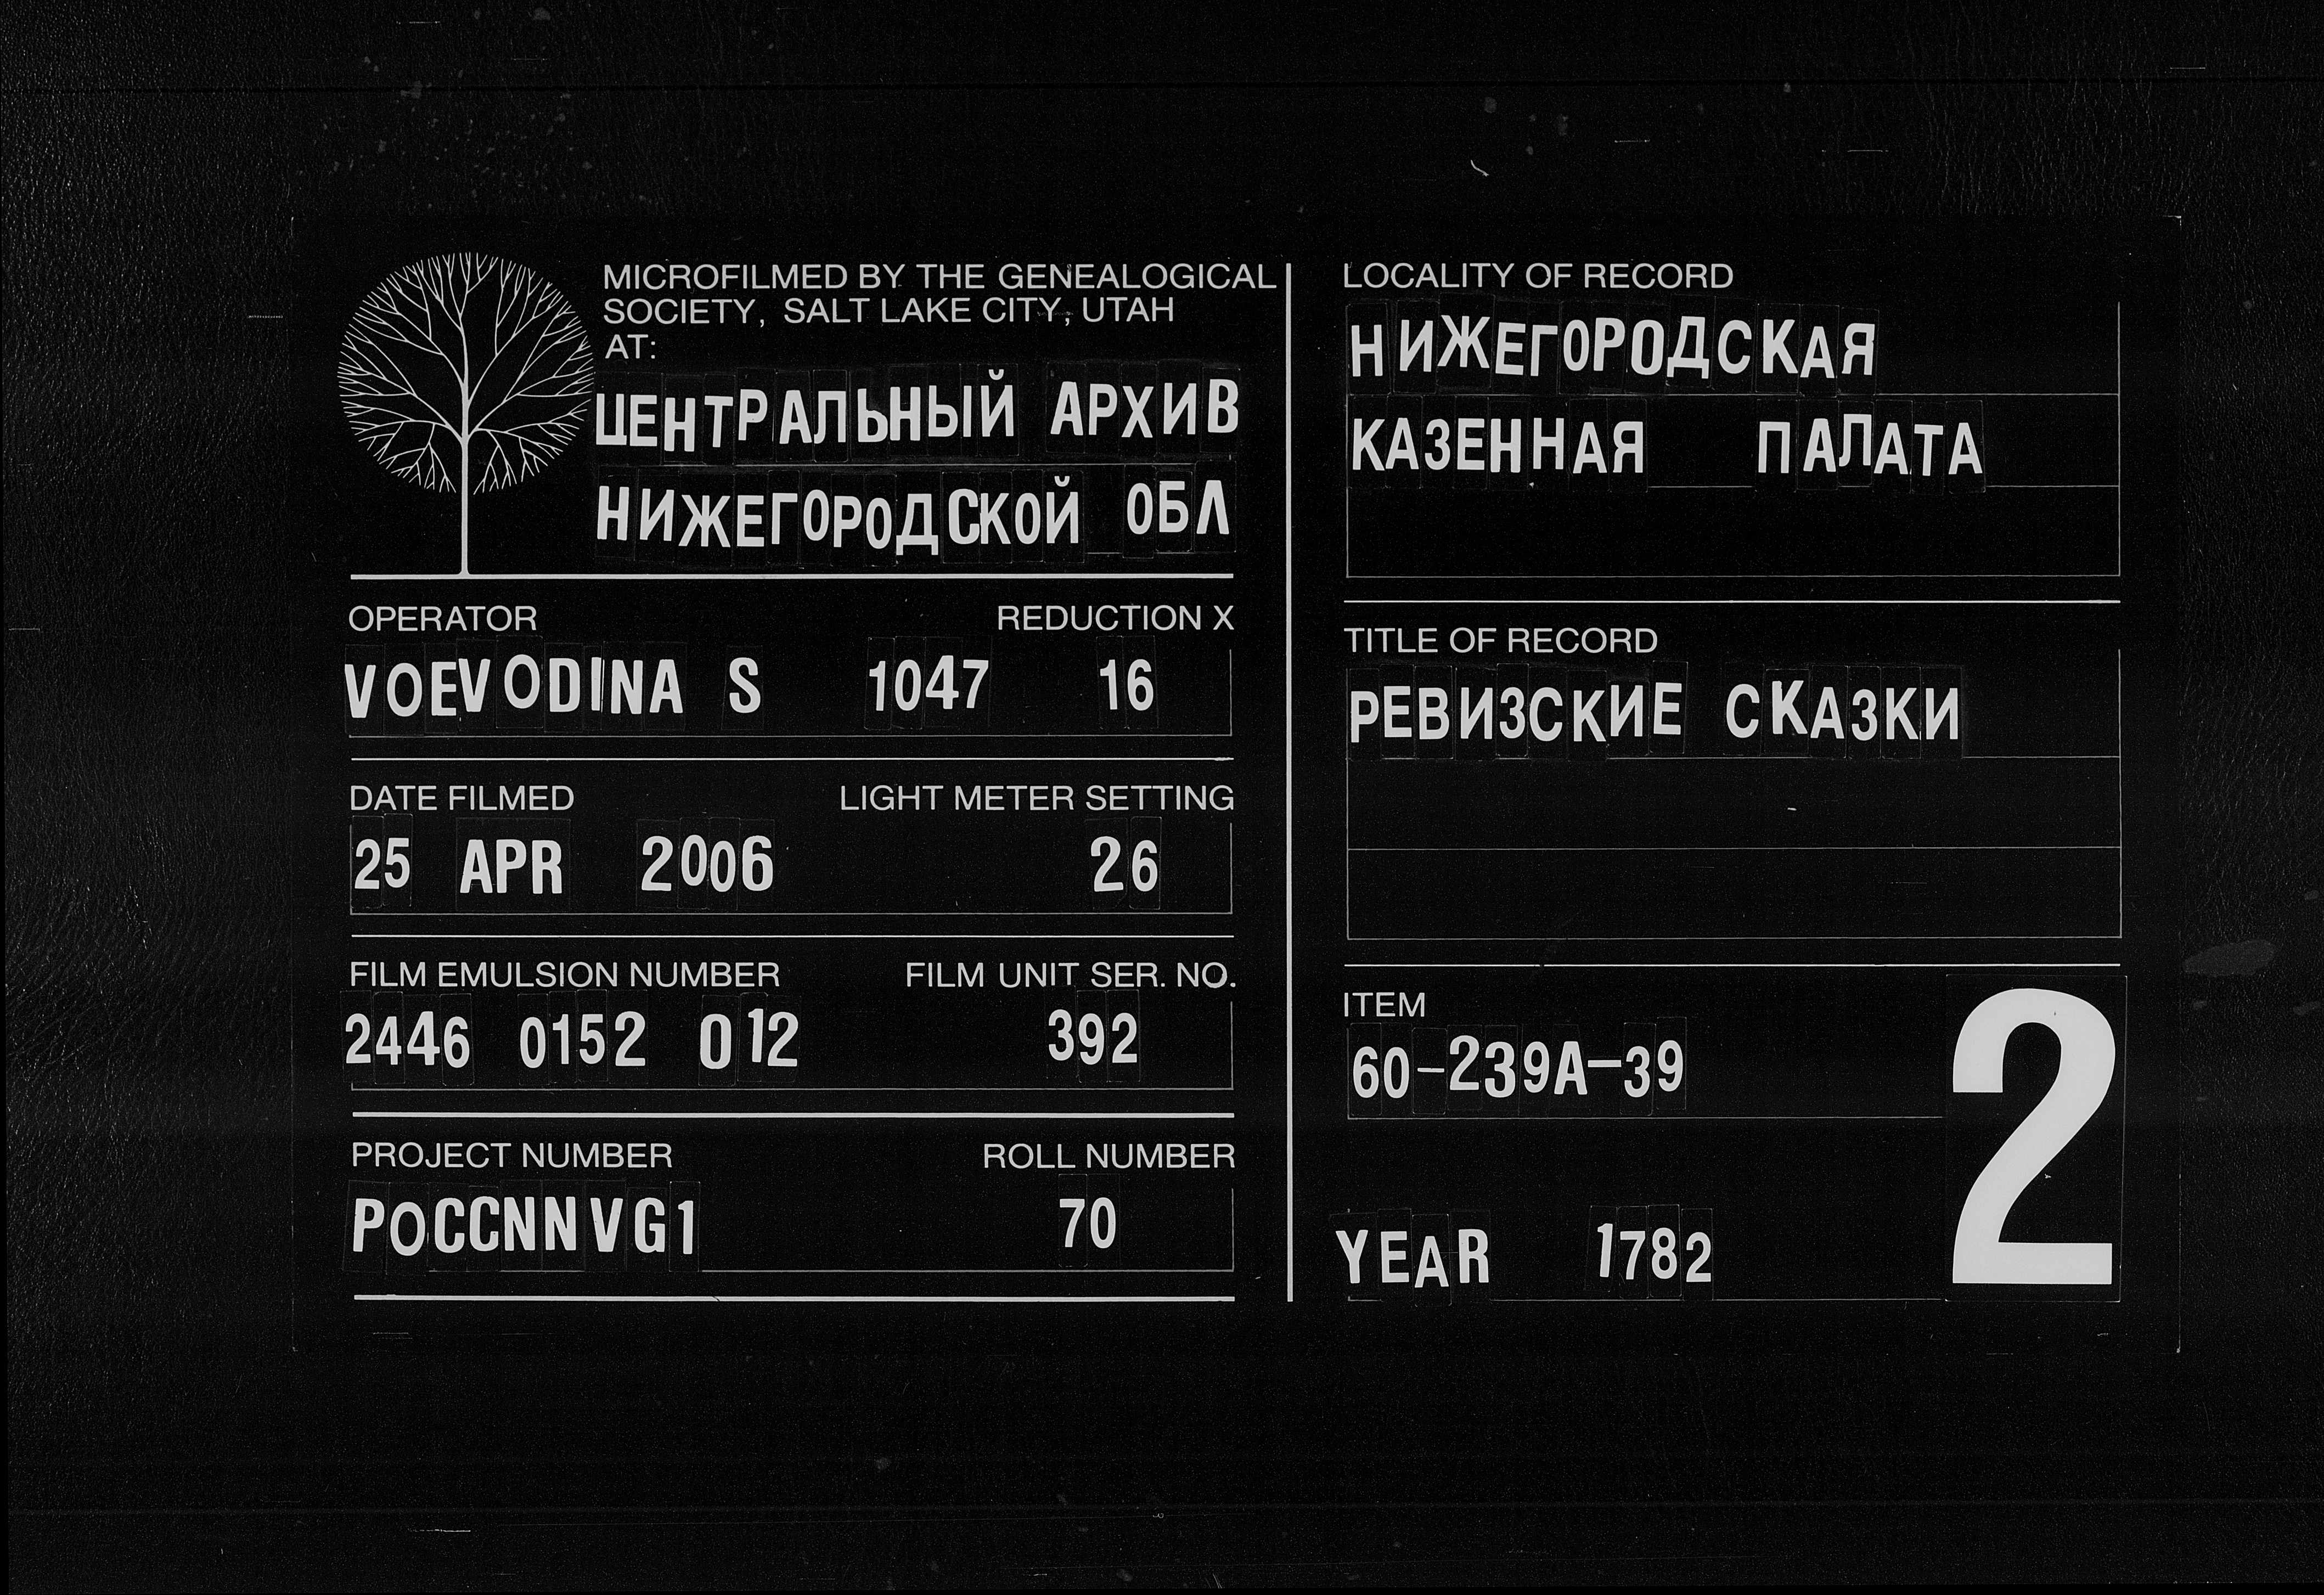 MICROFILMED BY THE GENEALOGICAL
SOCIETY, SALT LAKE CITY, UTAH
AT:
ЦЕНТРАЛЬНЫЙ АРХИВ
НИЖЕГОРОДСКОЙ ОБЛ
OPERATOR REDUCTION X
VOEVODINA S 1047 16
DATE FILMED LIGHT METER SETTING
25 APR 2006 26
FILM EMULSION NUMBER FILM UNIT SER. NO.
2446 0152 012 392
PROJECT NUMBER ROLL NUMBER
POCCNNVG1 70
LOCALITY OF RECORD
НИЖЕГОРОДСКАЯ
КАЗЕННАЯ ПАЛАТА
TITLE OF RECORD
РЕВИЗСКИЕ СКАЗКИ
ITEM
60-239A-39
2
YEAR 1782